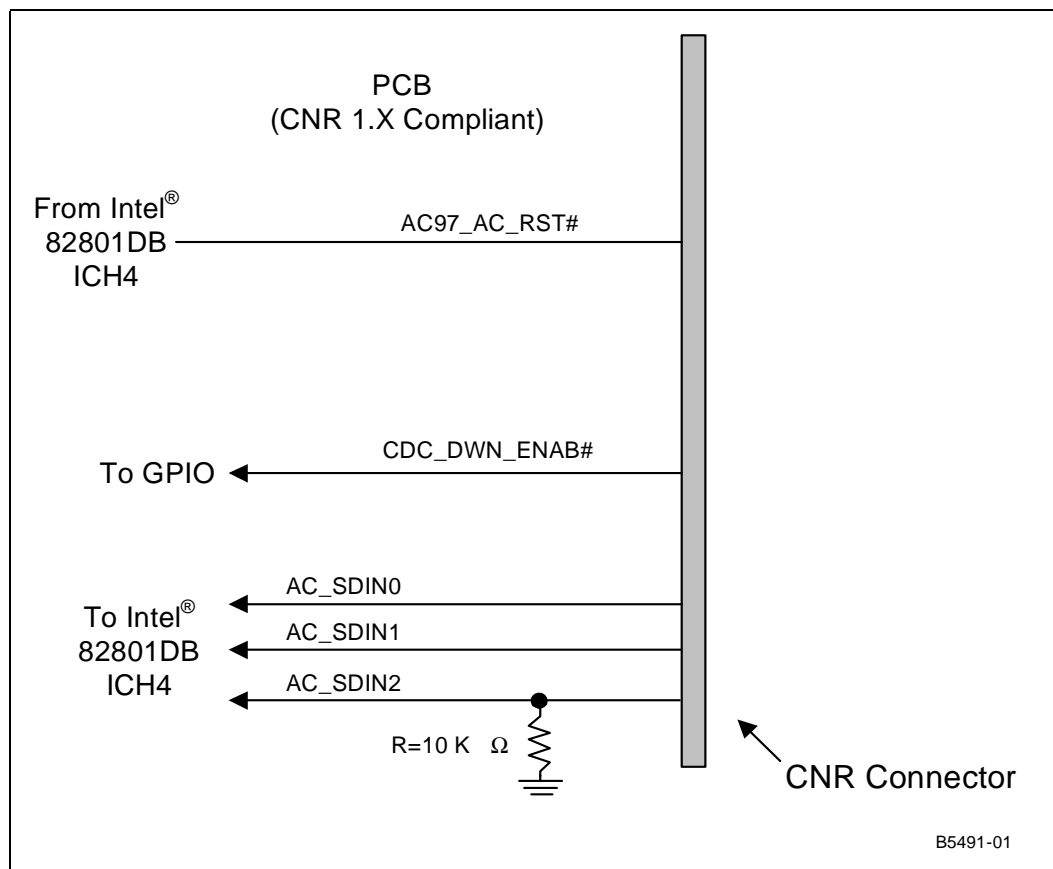 PCB
(CNR 1.X Compliant)
From Intel®
82801DB
ICH4
AC97_AC_RST#
CDC_DWN_ENAB#
To GPIO
AC_SDIN0
To Intel®
82801DB
ICH4
AC_SDIN1
AC_SDIN2
R=10 K Ω
CNR Connector
B5491-01